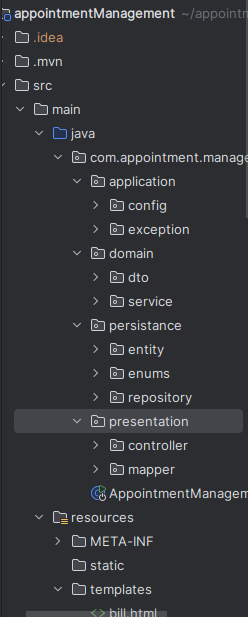 appointmentManagement ~/appointm
.idea
.mvn
src
main
java
com.appointment.manage
application
config
exception
domain
dto
service
persistance
entity
enums
repository
presentation
controller
mapper
AppointmentManagem
resources
META-INF
static
templates
bill.html